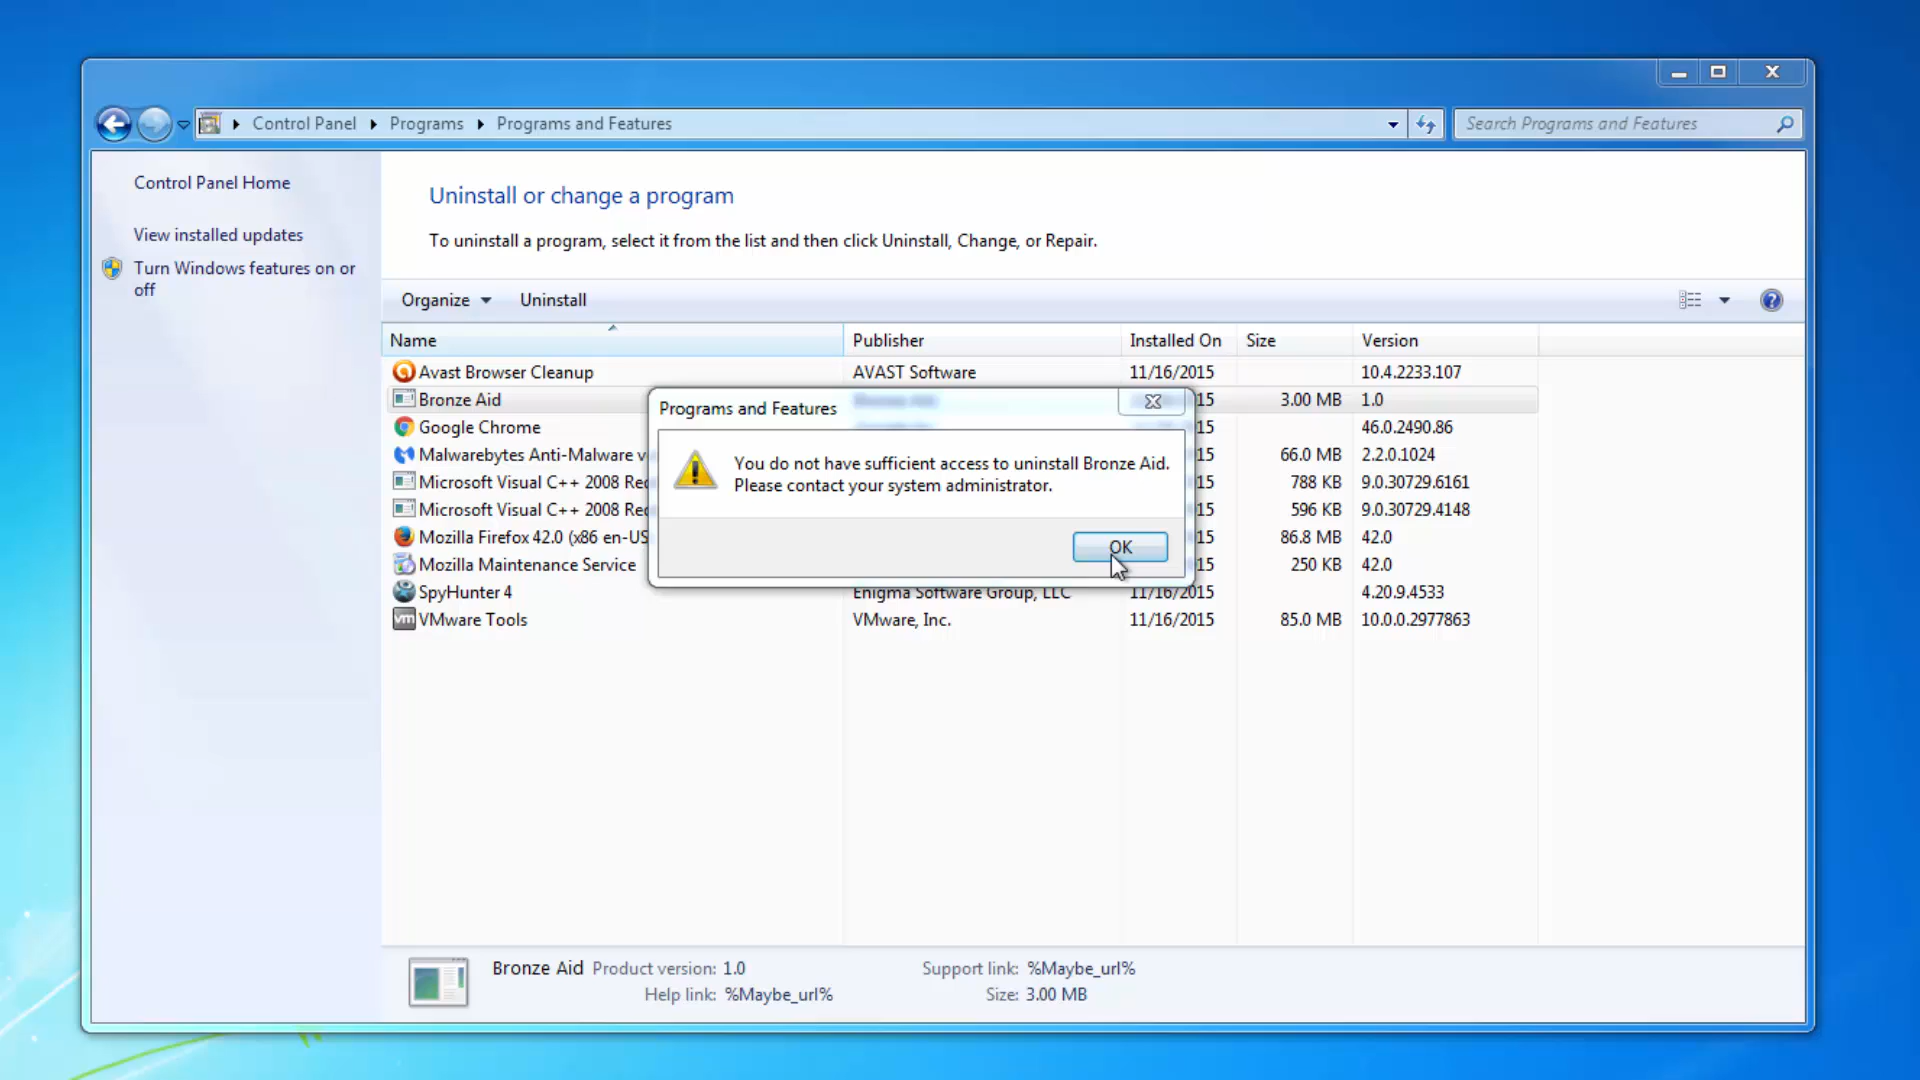 Control Panel
Programs
Programs and Features
Search Programs and Features
Control Panel Home
View installed updates
Turn Windows features on or
off
Uninstall or change a program
To uninstall a program, select it from the list and then click Uninstall, Change, or Repair.
Organize
Uninstall
Name Publisher Installed On Size Version
Avast Browser Cleanup AVAST Software 11/16/2015 10.4.2233.107
Bronze Aid 15 3.00 MB 1.0
Google Chrome 15 46.0.2490.86
Malwarebytes Anti-Malware v 15 66.0 MB 2.2.0.1024
Microsoft Visual C++ 2008 Rec 15 788 KB 9.0.30729.6161
Microsoft Visual C++ 2008 Rec 15 596 KB 9.0.30729.4148
Mozilla Firefox 42.0 (x86 en-US 15 86.8 MB 42.0
Mozilla Maintenance Service 15 250 KB 42.0
SpyHunter 4 Enigma Software Group, LLC 11/16/2015 4.20.9.4533
vm VMware Tools VMware, Inc. 11/16/2015 85.0 MB 10.0.0.2977863
Programs and Features
You do not have sufficient access to uninstall Bronze Aid.
Please contact your system administrator.
OK
Bronze Aid Product version: 1.0 Support link: %Maybe_url%
Help link: %Maybe_url% Size: 3.00 MB